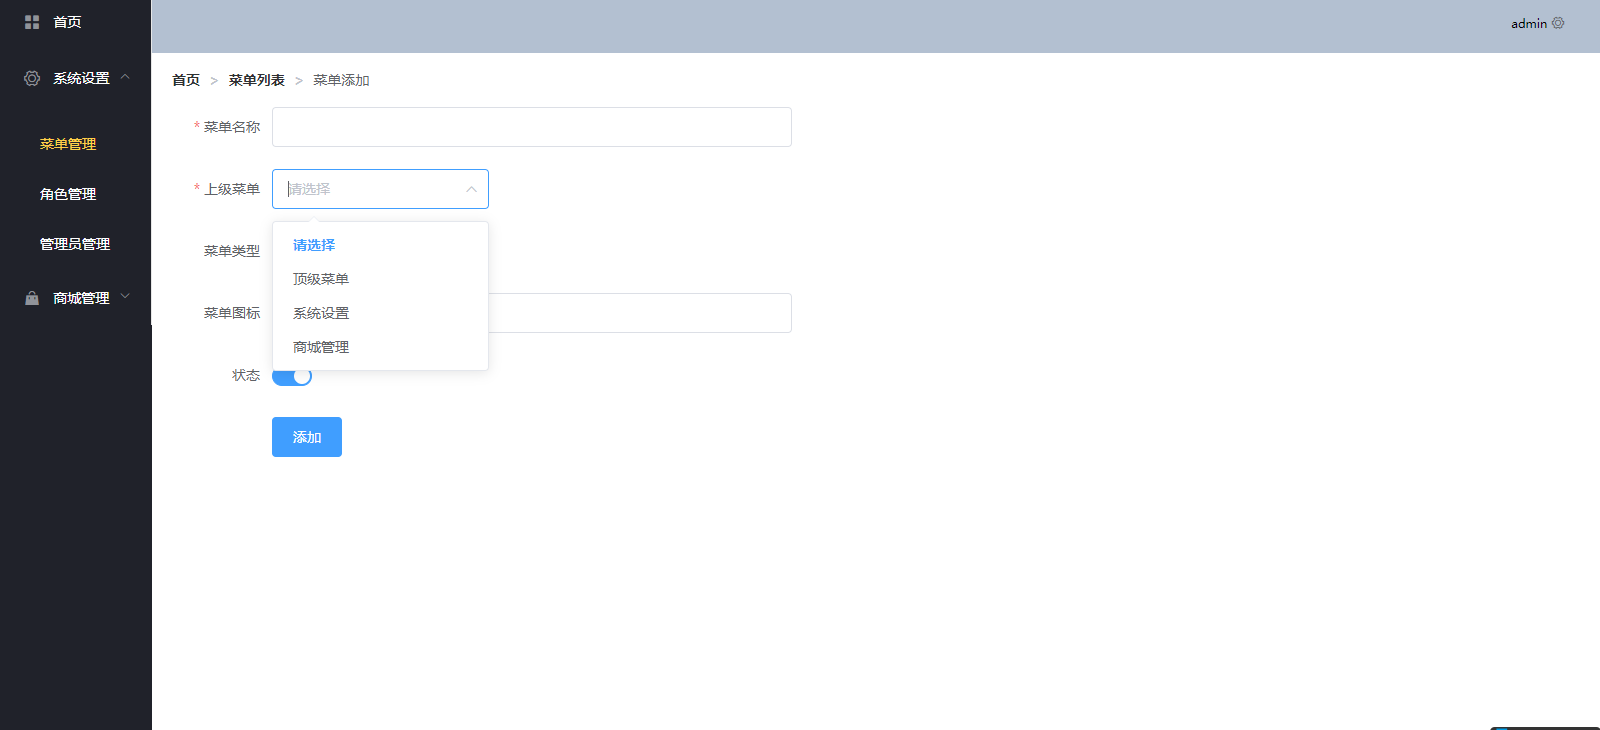 首页
系统设置
菜单管理
角色管理
管理员管理
商城管理
admin
首页 > 菜单列表 > 菜单添加
* 菜单名称
* 上级菜单 请选择
请选择
菜单类型
顶级菜单
菜单图标 系统设置
商城管理
状态
添加